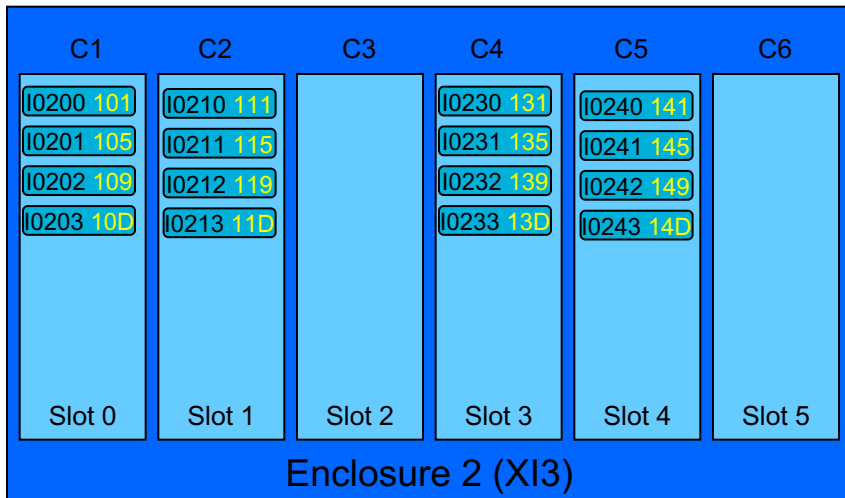 C1 C2 C3 C4 C5 C6
I0200 101
I0201 105
I0202 109
I0203 10D
Slot 0
I0210 111
I0211 115
I0212 119
I0213 11D
Slot 1
Slot 2
I0230 131
I0231 135
I0232 139
I0233 13D
Slot 3
I0240 141
I0241 145
I0242 149
I0243 14D
Slot 4
Slot 5
Enclosure 2 (XI3)